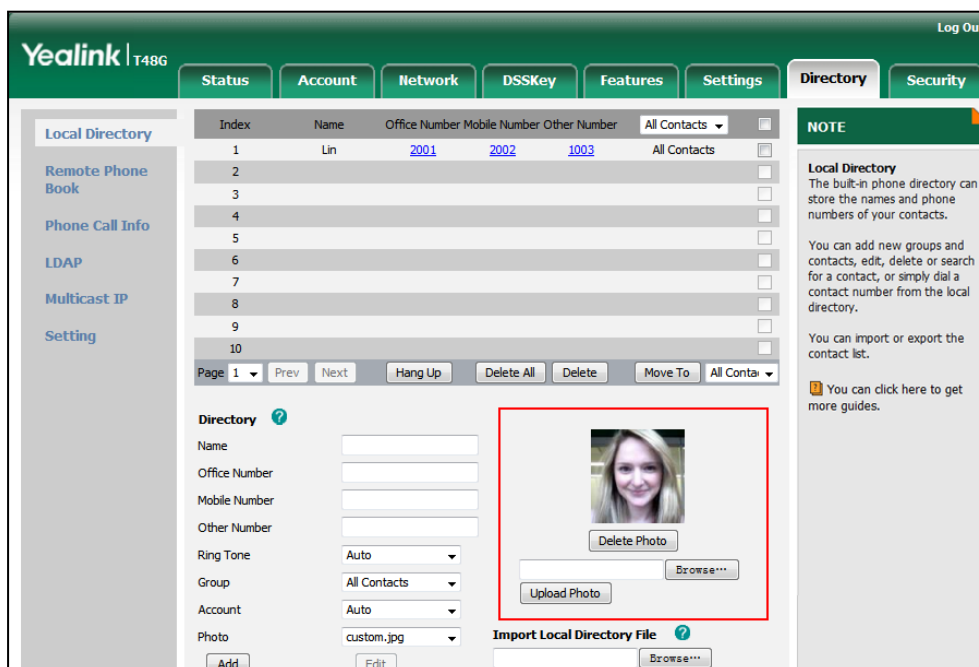 Log Ou
Yealink T48G
Status Account Network DSSKey Features Settings Directory Security
Local Directory
Remote Phone
Book
Phone Call Info
LDAP
Multicast IP
Setting
Index Name Office Number Mobile Number Other Number All Contacts
1 Lin 2001 2002 1003 All Contacts
2
3
4
5
6
7
8
9
10
Page 1 Prev Next Hang Up Delete All Delete Move To All Conta
Directory ?
Name
Office Number
Mobile Number
Other Number
Ring Tone Auto
Group All Contacts
Account Auto
Photo custom.jpg
Add Edit
Delete Photo
Browse···
Upload Photo
Import Local Directory File ?
Browse···
NOTE
Local Directory
The built-in phone directory can
store the names and phone
numbers of your contacts.
You can add new groups and
contacts, edit, delete or search
for a contact, or simply dial a
contact number from the local
directory.
You can import or export the
contact list.
? You can click here to get
more guides.